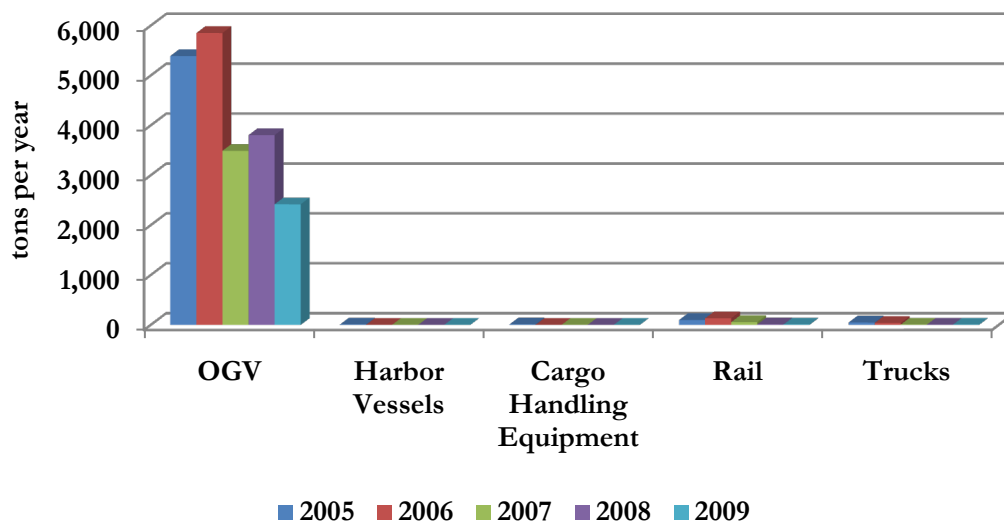 6,000
5,000
4,000
3,000
2,000
1,000
0
tons per year
OGV
Harbor
Vessels
Cargo
Handling
Equipment
Rail
Trucks
2005 2006 2007 2008 2009